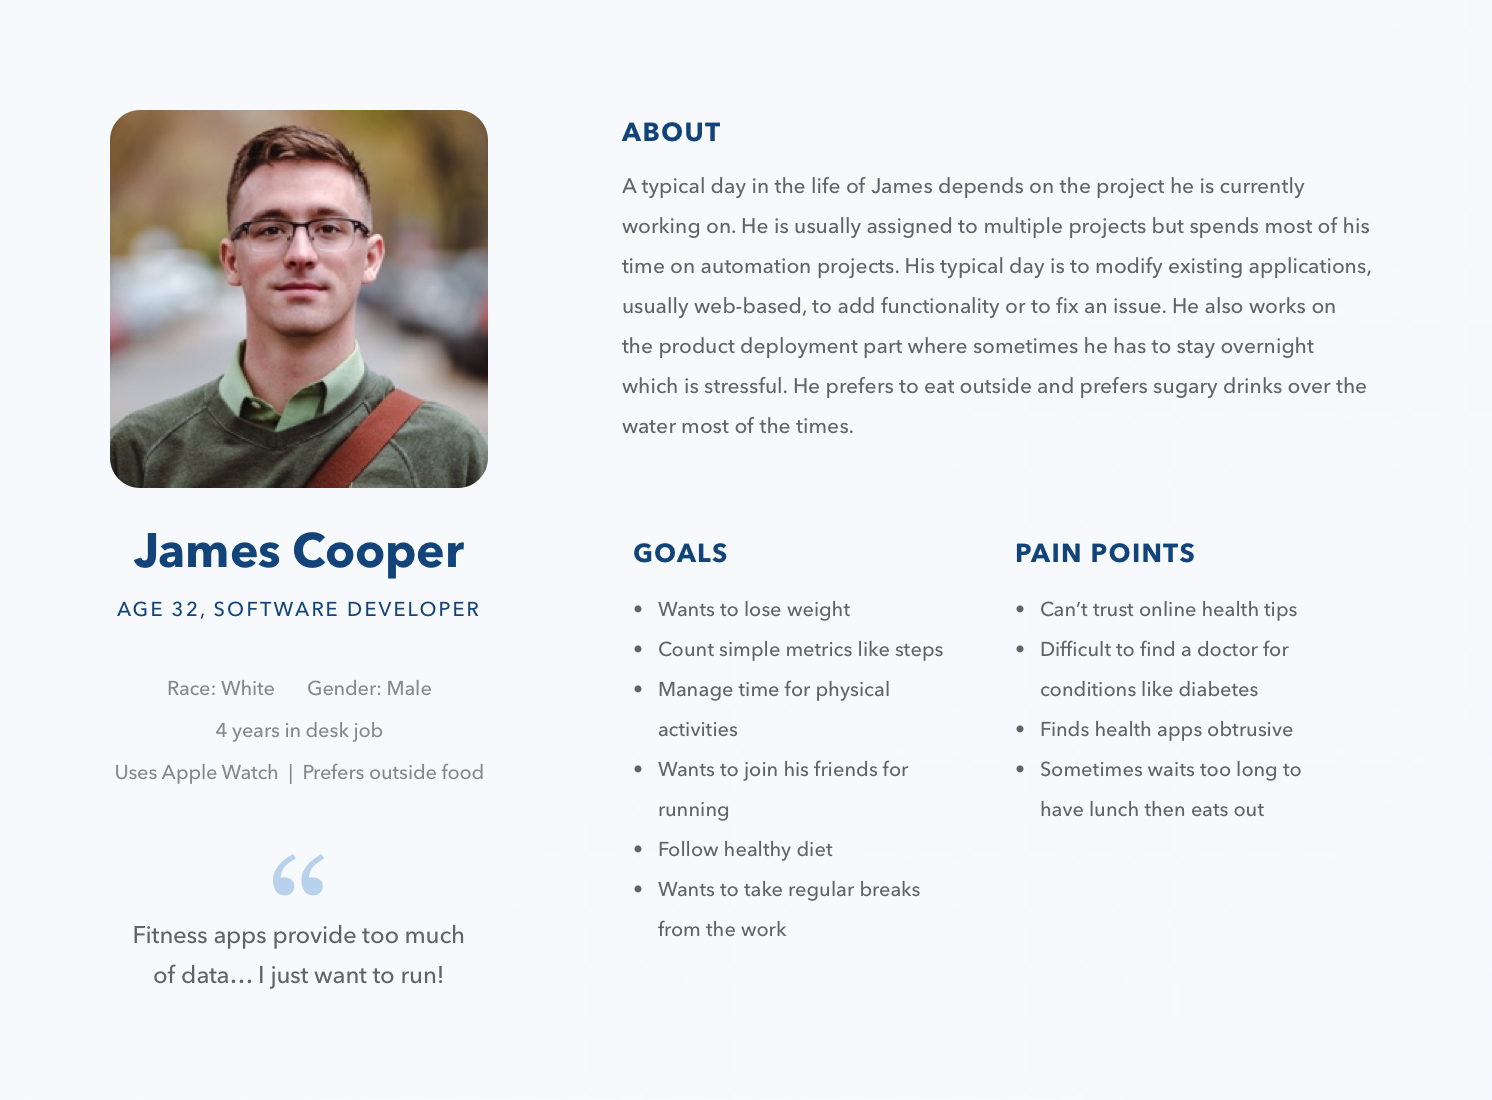 James Cooper
AGE 32, SOFTWARE DEVELOPER
Race: White Gender: Male
4 years in desk job
Uses Apple Watch | Prefers outside food
“
Fitness apps provide too much
of data… I just want to run!
ABOUT
A typical day in the life of James depends on the project he is currently
working on. He is usually assigned to multiple projects but spends most of his
time on automation projects. His typical day is to modify existing applications,
usually web-based, to add functionality or to fix an issue. He also works on
the product deployment part where sometimes he has to stay overnight
which is stressful. He prefers to eat outside and prefers sugary drinks over the
water most of the times.
GOALS
• Wants to lose weight
• Count simple metrics like steps
• Manage time for physical
activities
• Wants to join his friends for
running
• Follow healthy diet
• Wants to take regular breaks
from the work
PAIN POINTS
• Can’t trust online health tips
• Difficult to find a doctor for
conditions like diabetes
• Finds health apps obtrusive
• Sometimes waits too long to
have lunch then eats out